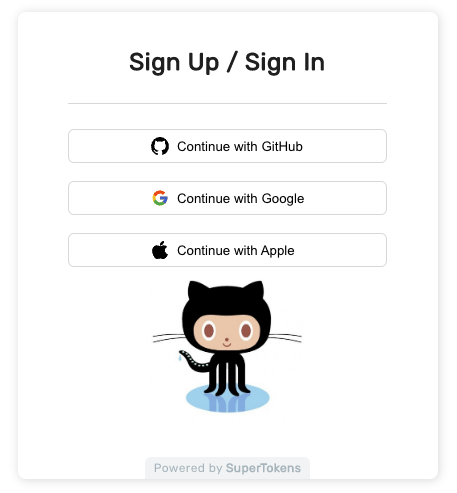 Sign Up / Sign In
Continue with GitHub
Continue with Google
Continue with Apple
Powered by SuperTokens